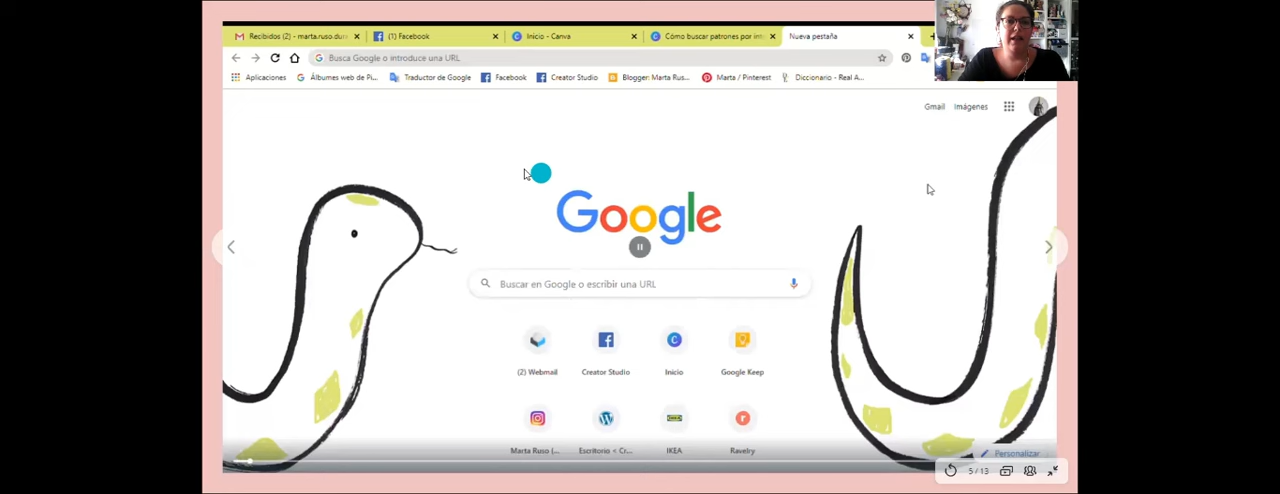 Recibidos (2) - marta.ruso.dur
(1) Facebook
Inicio - Canva
Cómo buscar patrones por im
Nueva pestaña
Busca Google o introduce una URL
Aplicaciones
Álbumes web de Pi...
Traductor de Google
Facebook
Creator Studio
Blogger: Marta Rus...
Marta / Pinterest
Diccionario - Real A...
Gmail Imágenes
Google
Buscar en Google o escribir una URL
(2) Webmail
Creator Studio
Inicio
Google Keep
Marta Ruso (...
Escritorio < Cr...
IKEA
Ravelry
Personalizar
5 / 13